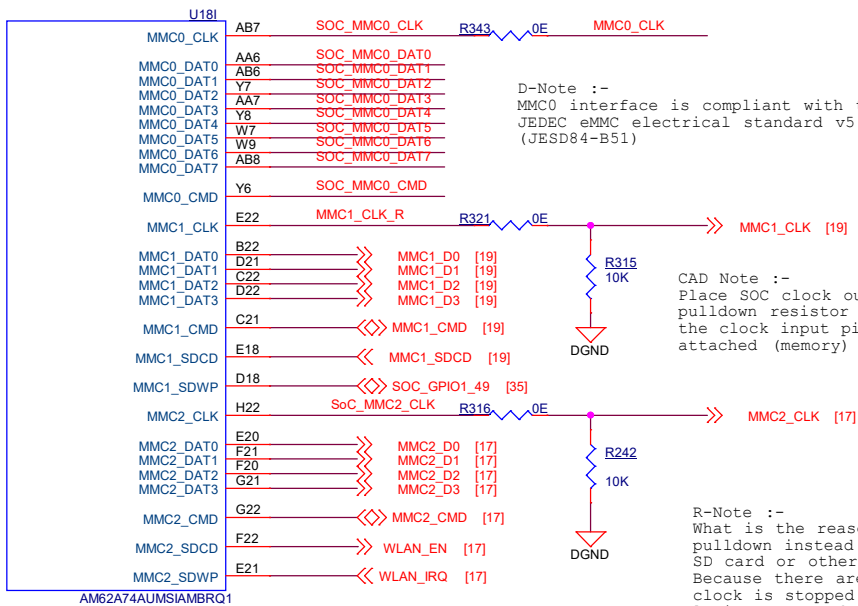 U18I
MMC0_CLK AB7 SOC_MMC0_CLK R343 0E MMC0_CLK
MMC0_DAT0 AA6 SOC_MMC0_DAT0
MMC0_DAT1 AB6 SOC_MMC0_DAT1
MMC0_DAT2 Y7 SOC_MMC0_DAT2
MMC0_DAT3 AA7 SOC_MMC0_DAT3
MMC0_DAT4 Y8 SOC_MMC0_DAT4
MMC0_DAT5 W7 SOC_MMC0_DAT5
MMC0_DAT6 W9 SOC_MMC0_DAT6
MMC0_DAT7 AB8 SOC_MMC0_DAT7
MMC0_CMD Y6 SOC_MMC0_CMD
D-Note :-
MMC0 interface is compliant with
JEDEC eMMC electrical standard v5
(JESD84-B51)
MMC1_CLK E22 MMC1_CLK_R R321 0E MMC1_CLK [19]
MMC1_DAT0 B22 MMC1_D0 [19]
MMC1_DAT1 D21 MMC1_D1 [19]
MMC1_DAT2 C22 MMC1_D2 [19]
MMC1_DAT3 D22 MMC1_D3 [19]
R315
10K
DGND
CAD Note :-
Place SOC clock
pulldown resistor
the clock input
attached (memory)
MMC1_CMD C21 MMC1_CMD [19]
MMC1_SDCD E18 MMC1_SDCD [19]
MMC1_SDWP D18 SOC_GPIO1_49 [35]
MMC2_CLK H22 SoC_MMC2_CLK R316 0E MMC2_CLK [17]
MMC2_DAT0 E20 MMC2_D0 [17]
MMC2_DAT1 F21 MMC2_D1 [17]
MMC2_DAT2 F20 MMC2_D2 [17]
MMC2_DAT3 G21 MMC2_D3 [17]
R242
10K
DGND
MMC2_CMD G22 MMC2_CMD [17]
MMC2_SDCD F22 WLAN_EN [17]
MMC2_SDWP E21 WLAN_IRQ [17]
R-Note :-
What is the
pulldown instead
SD card or other
Because there are
clock is stopped
AM62A74AUMSIAMBRQ1